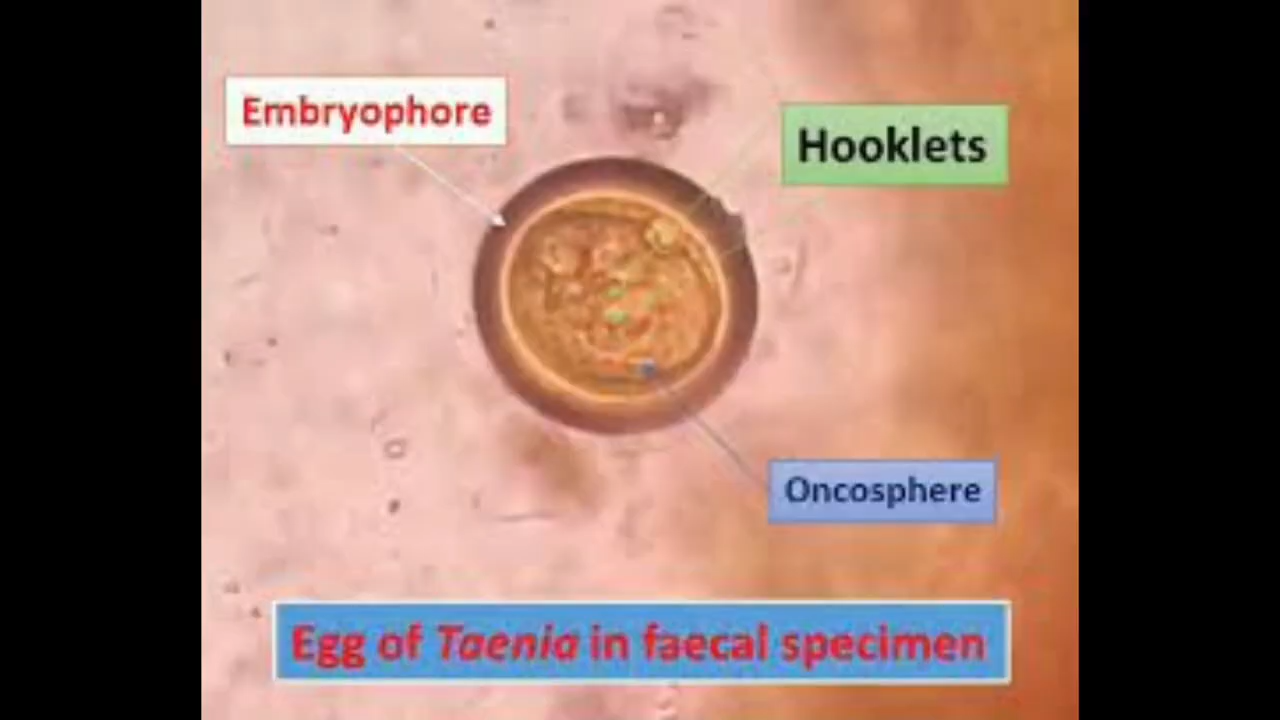 Embryophore
Hooklets
Oncosphere
Egg of Taenia in faecal specimen